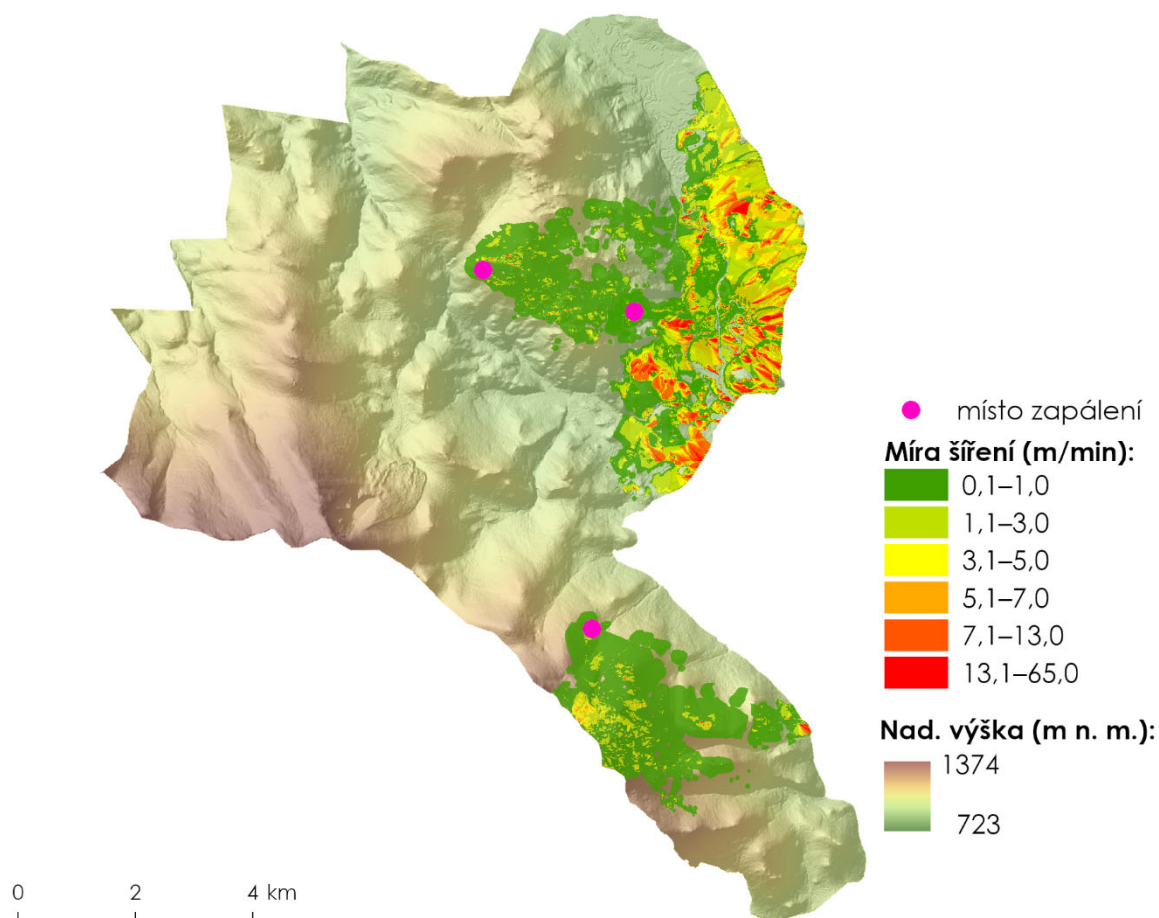 místo zapálení
Míra šíření (m/min):
0,1–1,0
1,1–3,0
3,1–5,0
5,1–7,0
7,1–13,0
13,1–65,0
Nad. výška (m n. m.):
1374
723
0 2 4 km